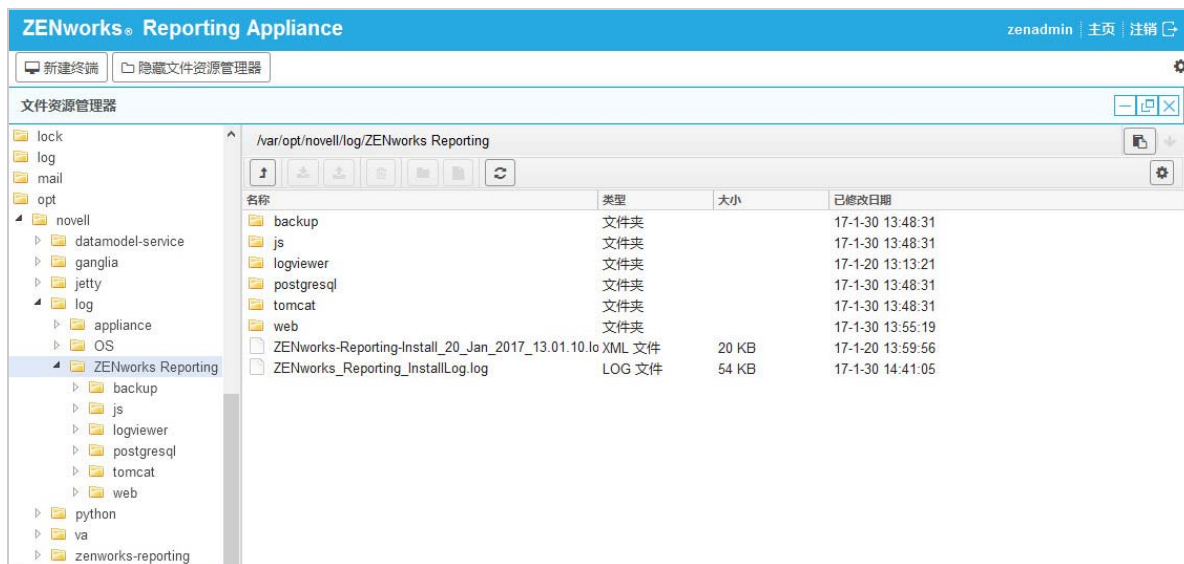 ZENworks® Reporting Appliance
zenadmin 主页 注销
新建终端 隐藏文件资源管理器
文件资源管理器
lock
log
mail
opt
novell
datamodel-service
ganglia
jetty
log
appliance
OS
ZENworks Reporting
backup
js
logviewer
postgresql
tomcat
web
python
va
zenworks-reporting
/var/opt/novell/log/ZENworks Reporting
名称 类型 大小 已修改日期
backup 文件夹 17-1-30 13:48:31
js 文件夹 17-1-30 13:48:31
logviewer 文件夹 17-1-20 13:13:21
postgresql 文件夹 17-1-30 13:48:31
tomcat 文件夹 17-1-30 13:48:31
web 文件夹 17-1-30 13:55:19
ZENworks-Reporting-Install_20_Jan_2017_13.01.10.lo XML 文件 20 KB 17-1-20 13:59:56
ZENworks_Reporting_InstallLog.log LOG 文件 54 KB 17-1-30 14:41:05